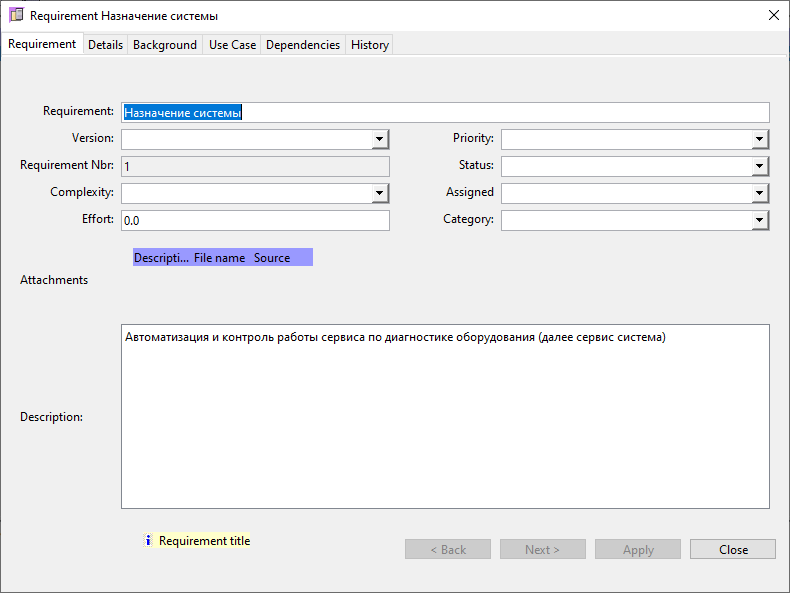 Requirement Назначение системы
Requirement Details Background Use Case Dependencies History
Requirement: Назначение системы
Version: Priority:
Requirement Nbr: 1 Status:
Complexity: Assigned
Effort: 0.0 Category:
Descripti... File name Source
Attachments
Автоматизация и контроль работы сервиса по диагностике оборудования (далее сервис система)
Description:
i Requirement title
< Back Next > Apply Close